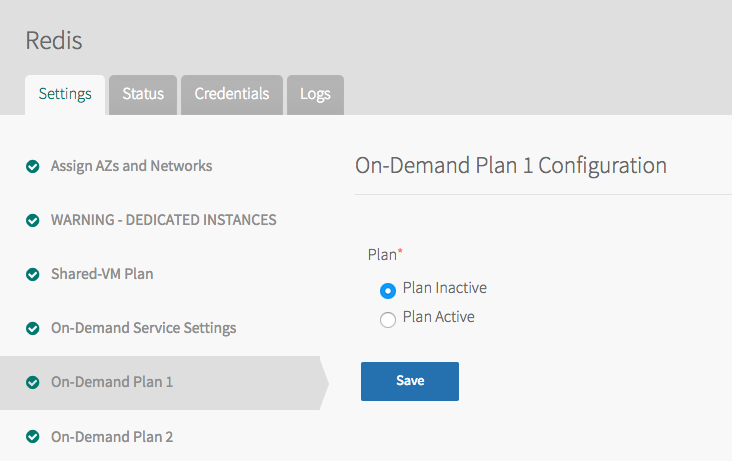 Redis
Settings
Status
Credentials
Logs
Assign AZs and Networks
WARNING - DEDICATED INSTANCES
Shared-VM Plan
On-Demand Service Settings
On-Demand Plan 1
On-Demand Plan 2
On-Demand Plan 1 Configuration
Plan*
Plan Inactive
Plan Active
Save